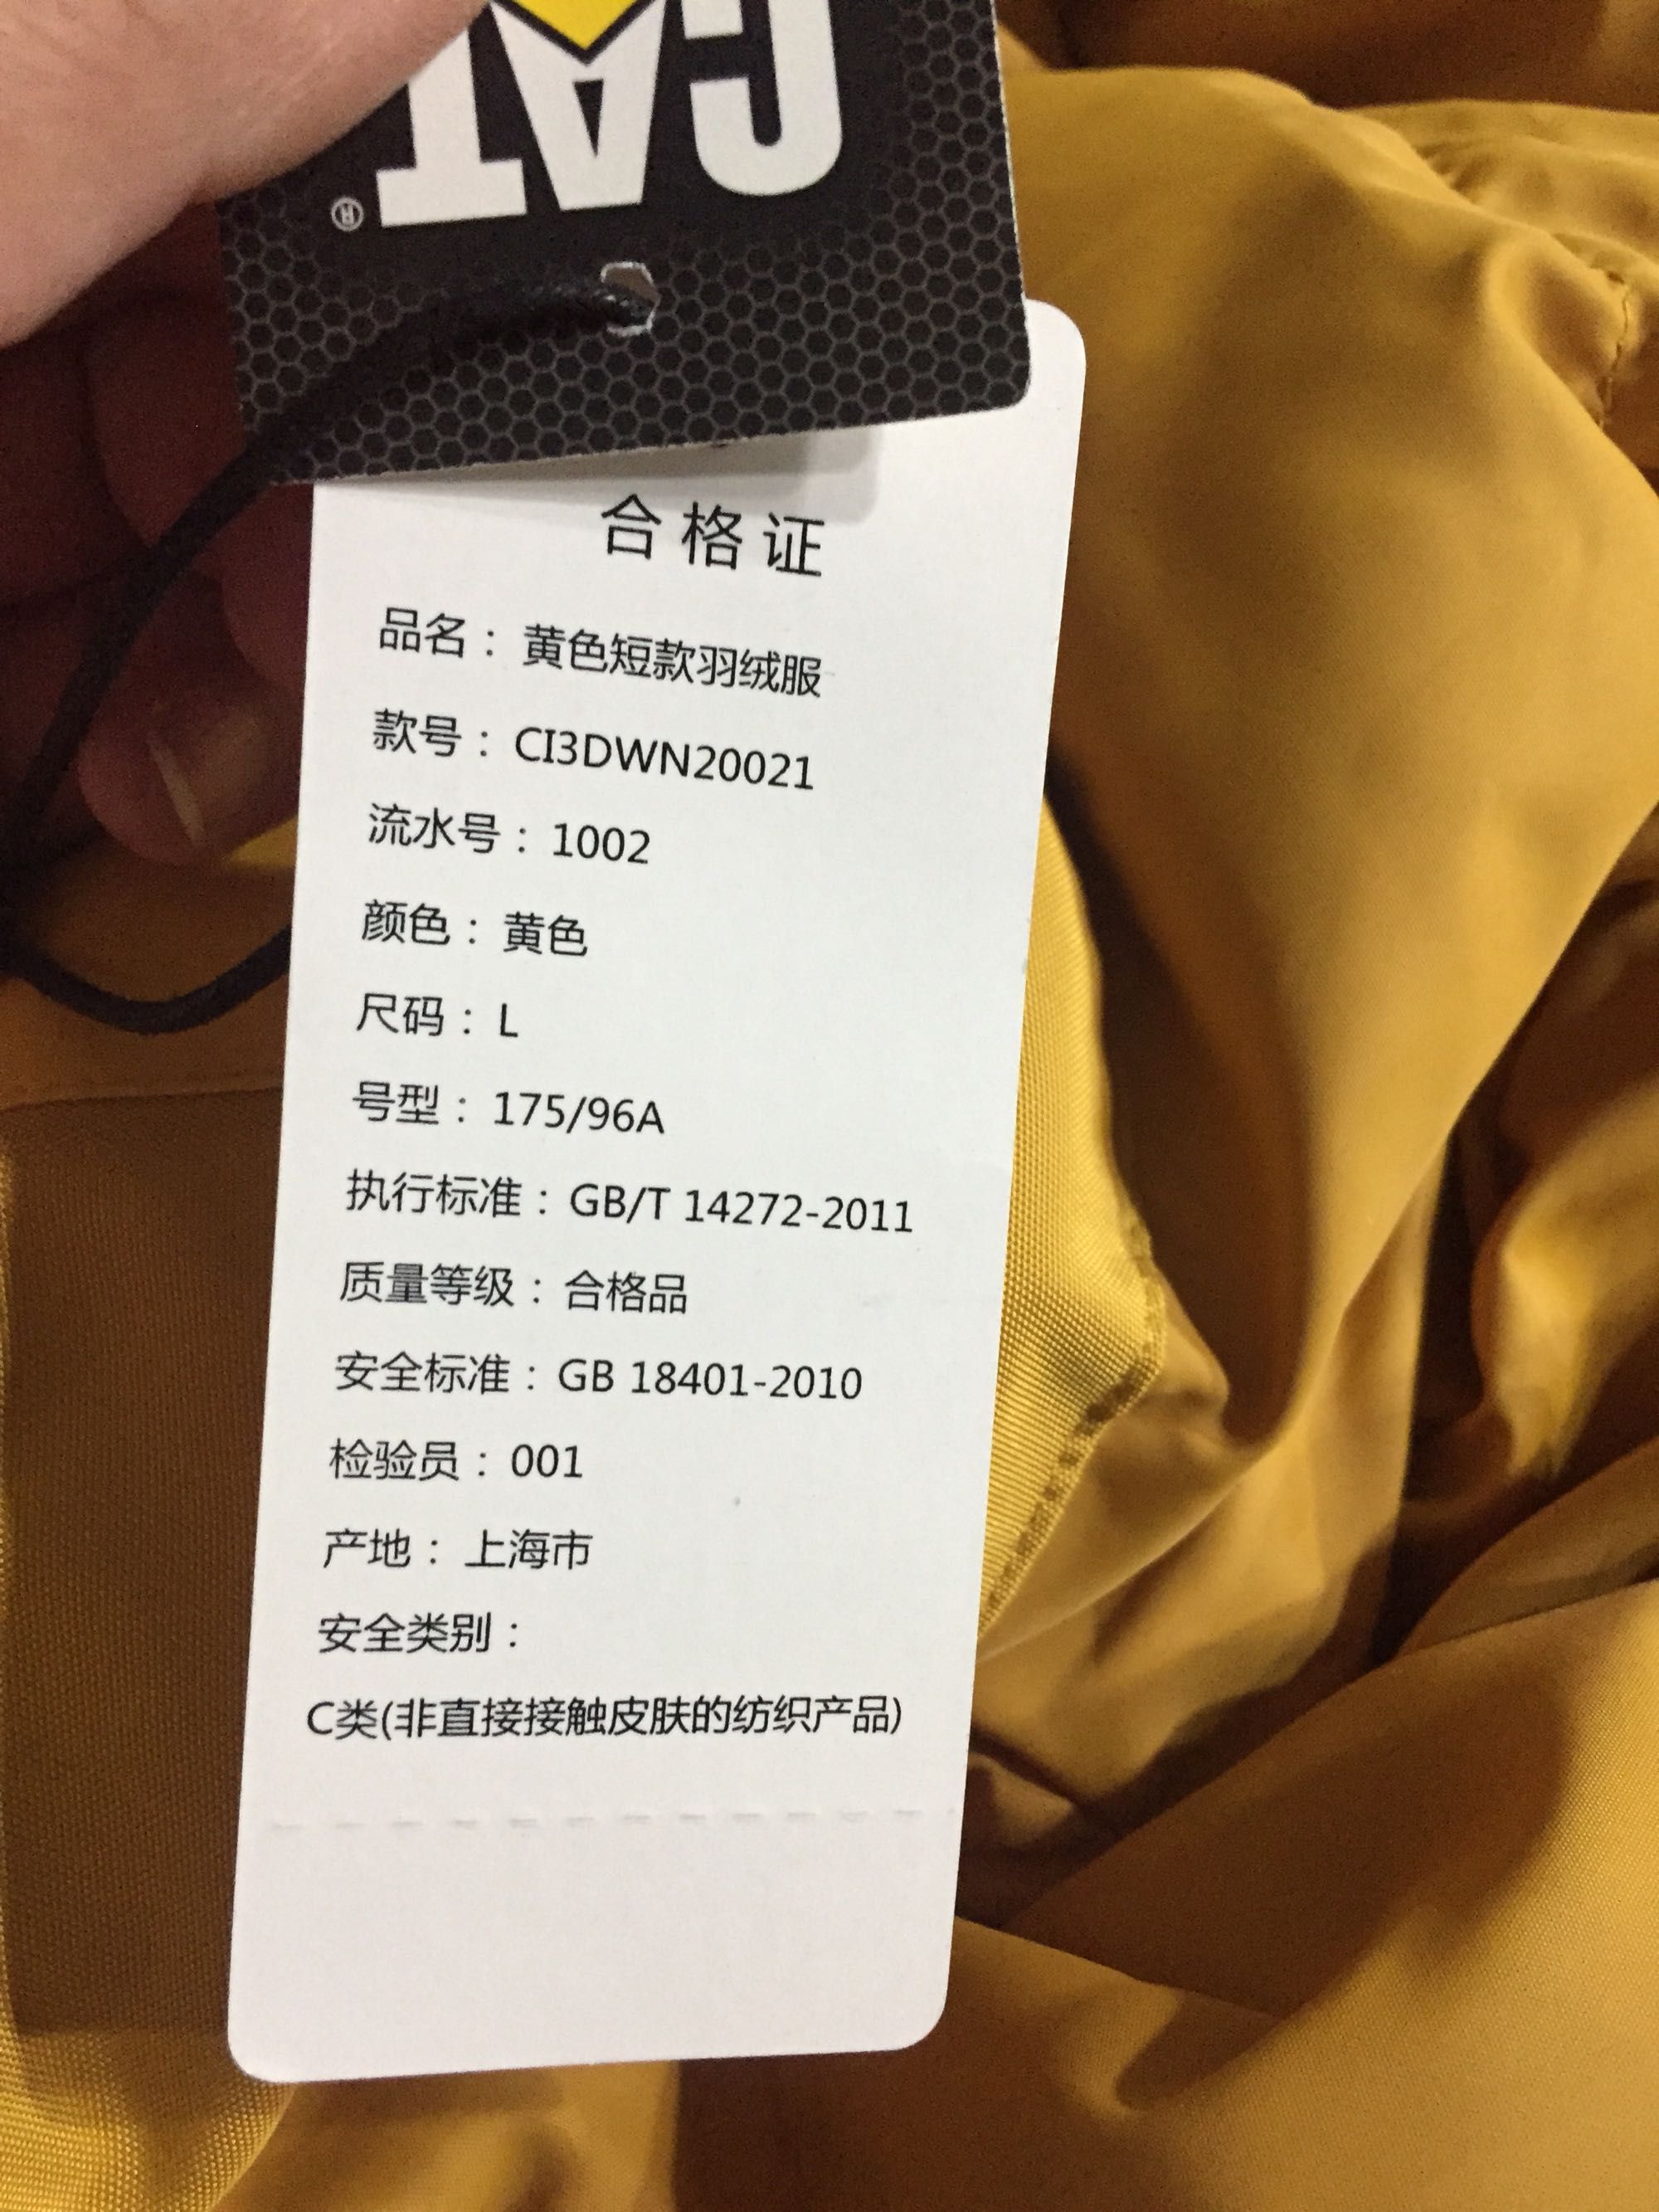 CAT®
合格证
品名：黄色短款羽绒服
款号：CI3DWN20021
流水号：1002
颜色：黄色
尺码：L
号型：175/96A
执行标准：GB/T 14272-2011
质量等级：合格品
安全标准：GB 18401-2010
检验员：001
产地：上海市
安全类别：
C类(非直接接触皮肤的纺织产品)